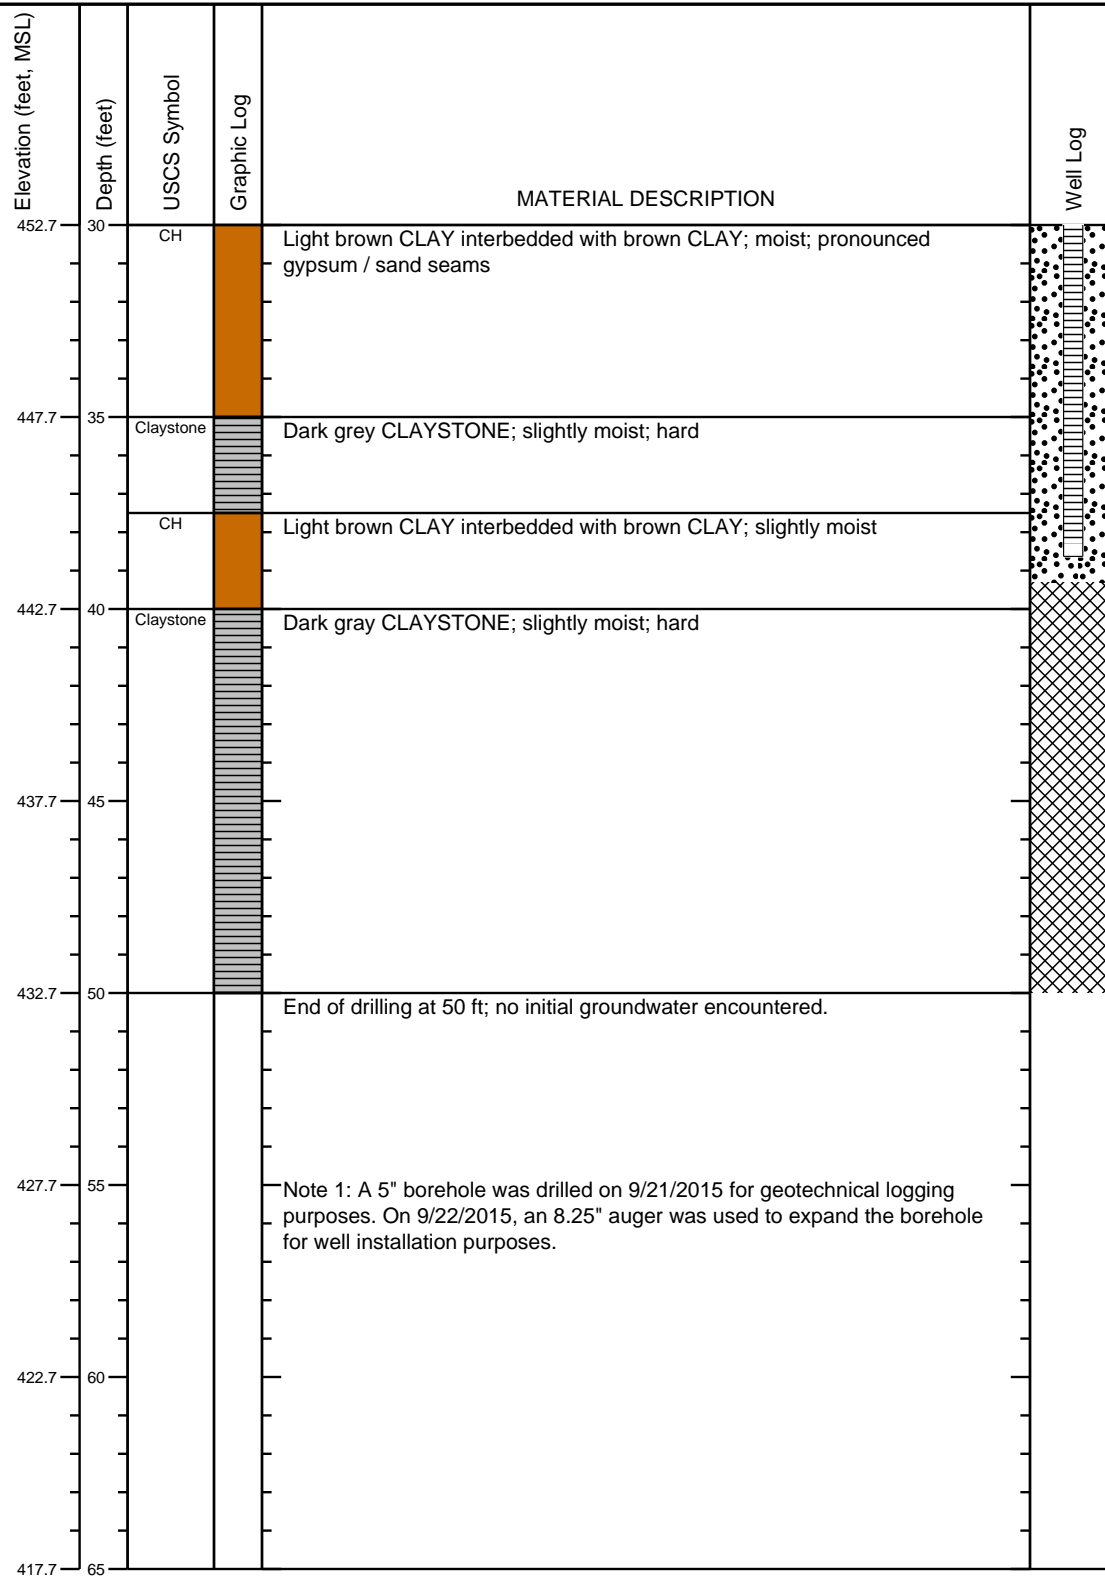 Elevation (feet, MSL)
Depth (feet)
USCS Symbol
Graphic Log
MATERIAL DESCRIPTION
Well Log
452.7
30
CH
Light brown CLAY interbedded with brown CLAY; moist; pronounced
gypsum / sand seams
447.7
35
Claystone
Dark grey CLAYSTONE; slightly moist; hard
CH
Light brown CLAY interbedded with brown CLAY; slightly moist
442.7
40
Claystone
Dark gray CLAYSTONE; slightly moist; hard
437.7
45
432.7
50
End of drilling at 50 ft; no initial groundwater encountered.
427.7
55
Note 1: A 5" borehole was drilled on 9/21/2015 for geotechnical logging
purposes. On 9/22/2015, an 8.25" auger was used to expand the borehole
for well installation purposes.
422.7
60
417.7
65